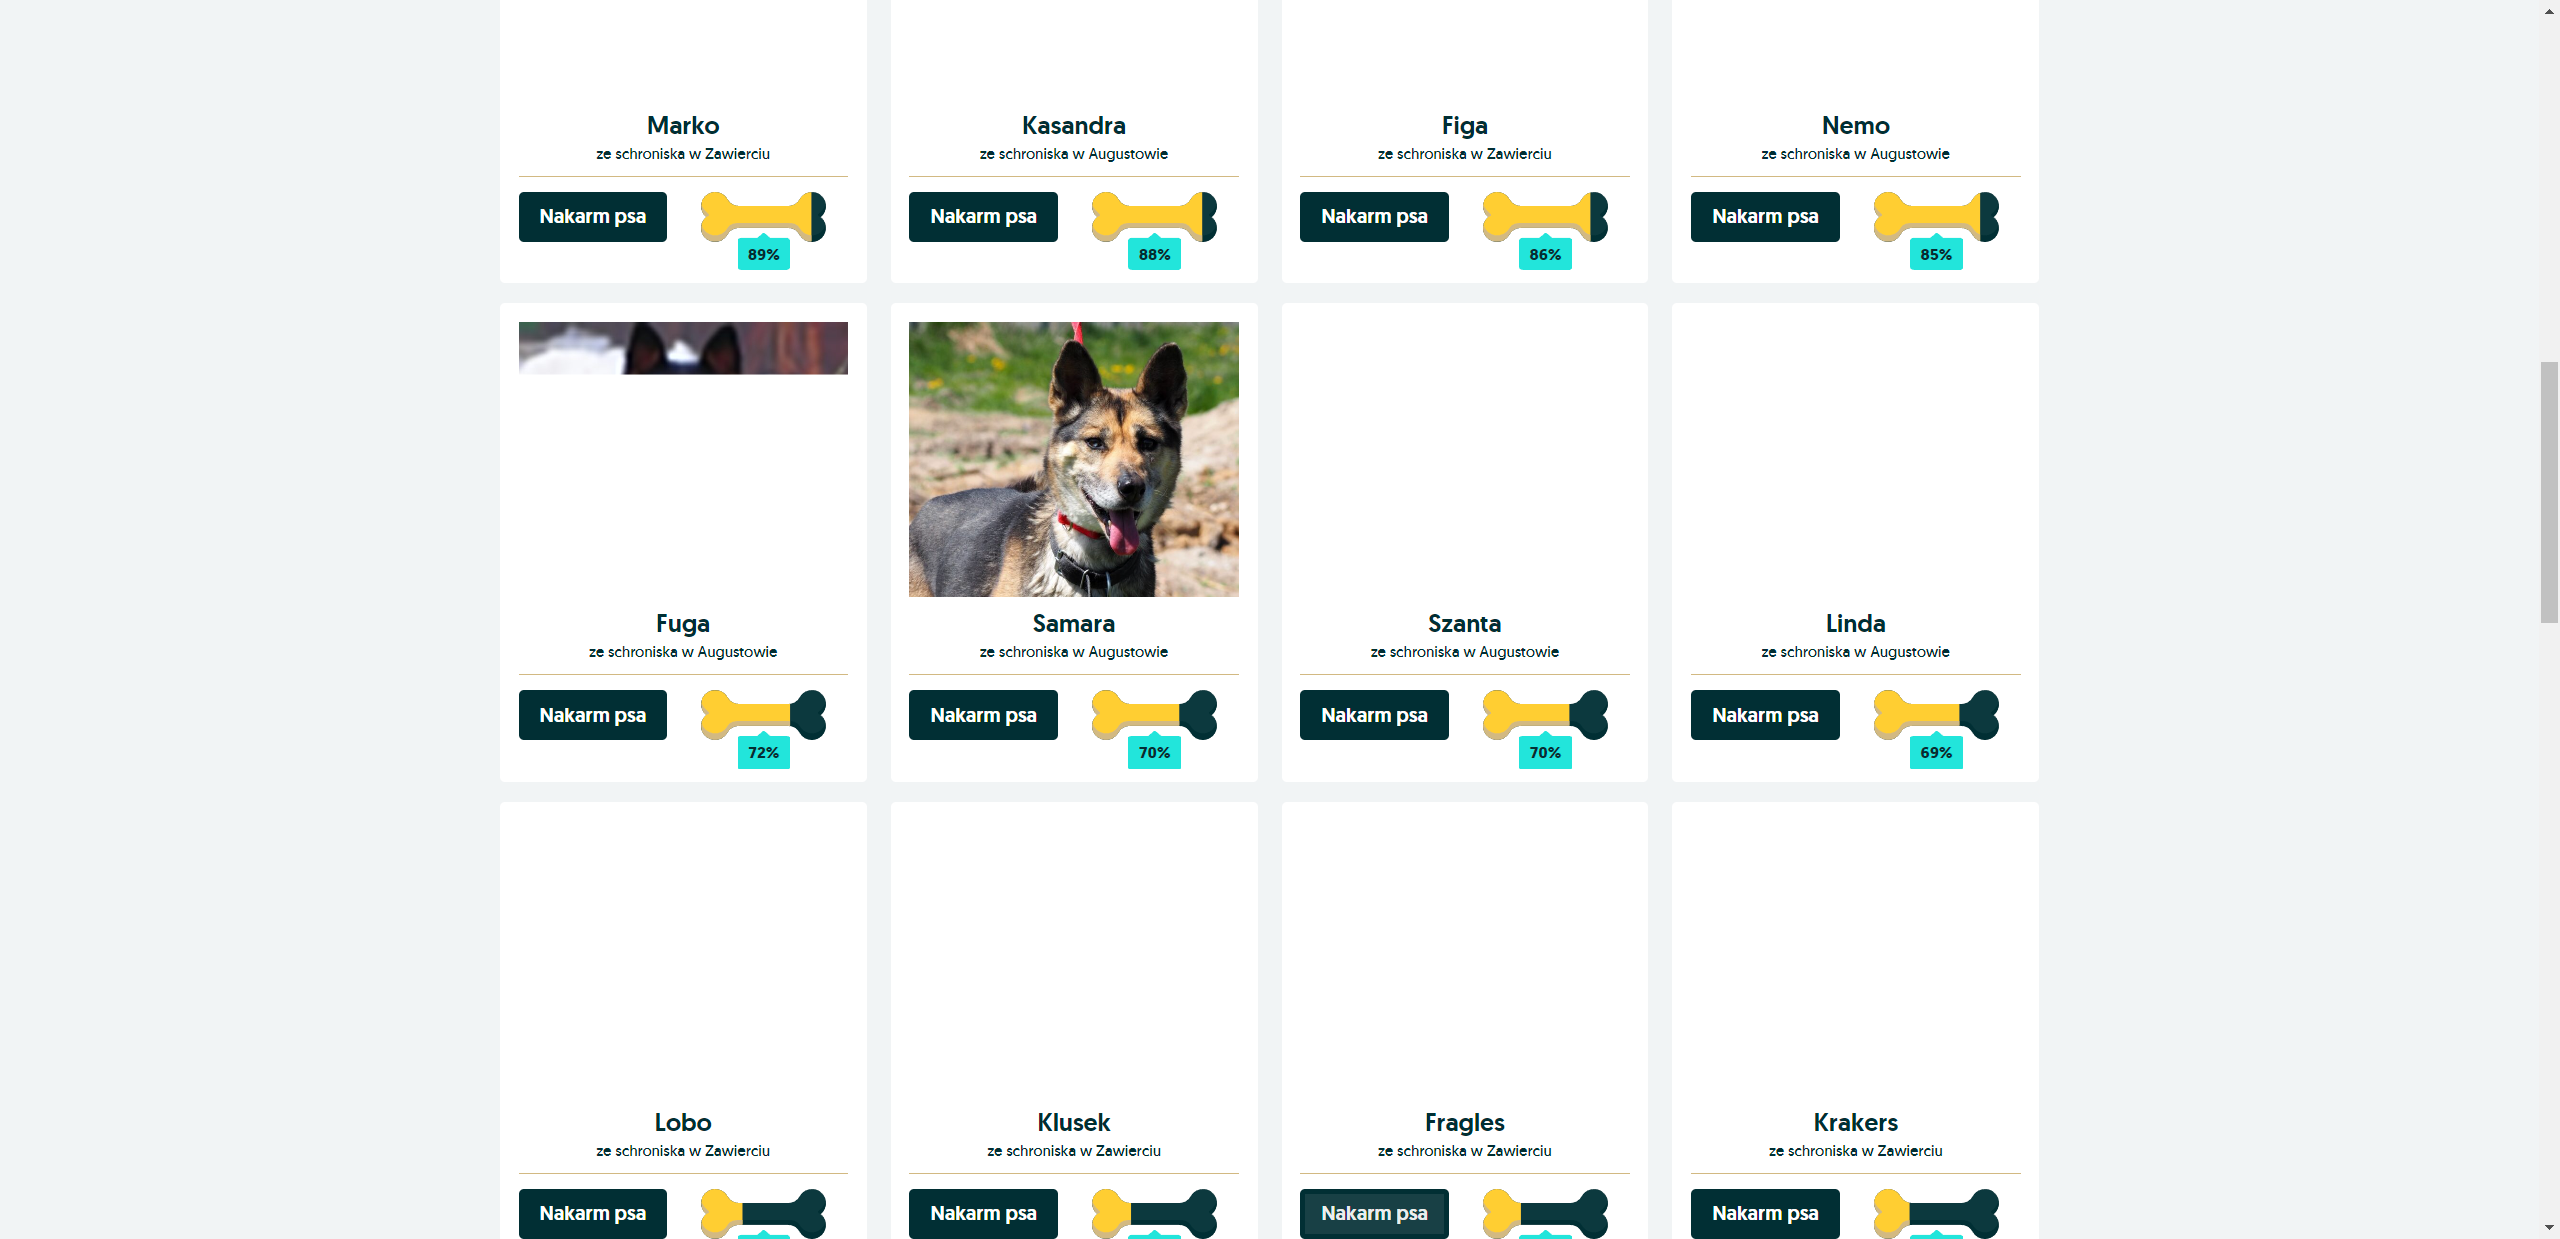 Marko
ze schroniska w Zawierciu
Nakarm psa
89%
Kasandra
ze schroniska w Augustowie
Nakarm psa
88%
Figa
ze schroniska w Zawierciu
Nakarm psa
86%
Nemo
ze schroniska w Augustowie
Nakarm psa
85%
Fuga
ze schroniska w Augustowie
Nakarm psa
72%
Samara
ze schroniska w Augustowie
Nakarm psa
70%
Szanta
ze schroniska w Augustowie
Nakarm psa
70%
Linda
ze schroniska w Augustowie
Nakarm psa
69%
Lobo
ze schroniska w Zawierciu
Nakarm psa
Klusek
ze schroniska w Zawierciu
Nakarm psa
Fragles
ze schroniska w Zawierciu
Nakarm psa
Krakers
ze schroniska w Zawierciu
Nakarm psa